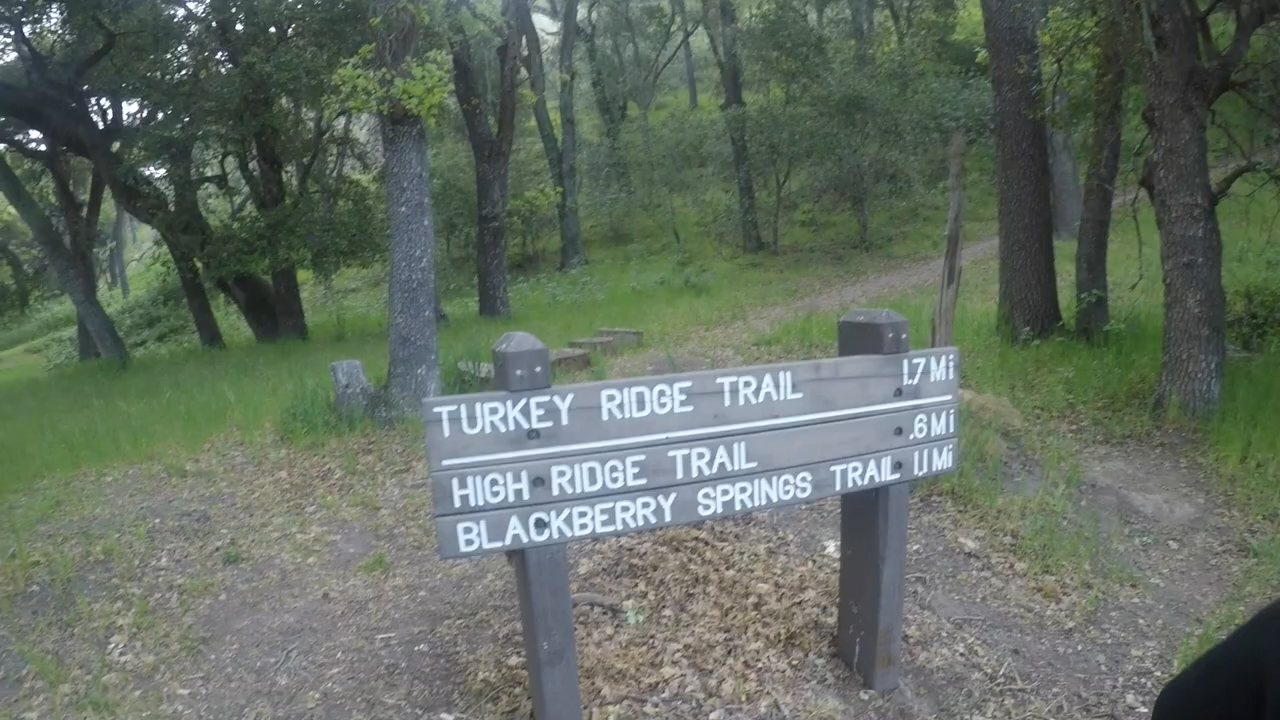 TURKEY RIDGE TRAIL 1.7 Mi
HIGH RIDGE TRAIL .6 Mi
BLACKBERRY SPRINGS TRAIL 1.1 Mi